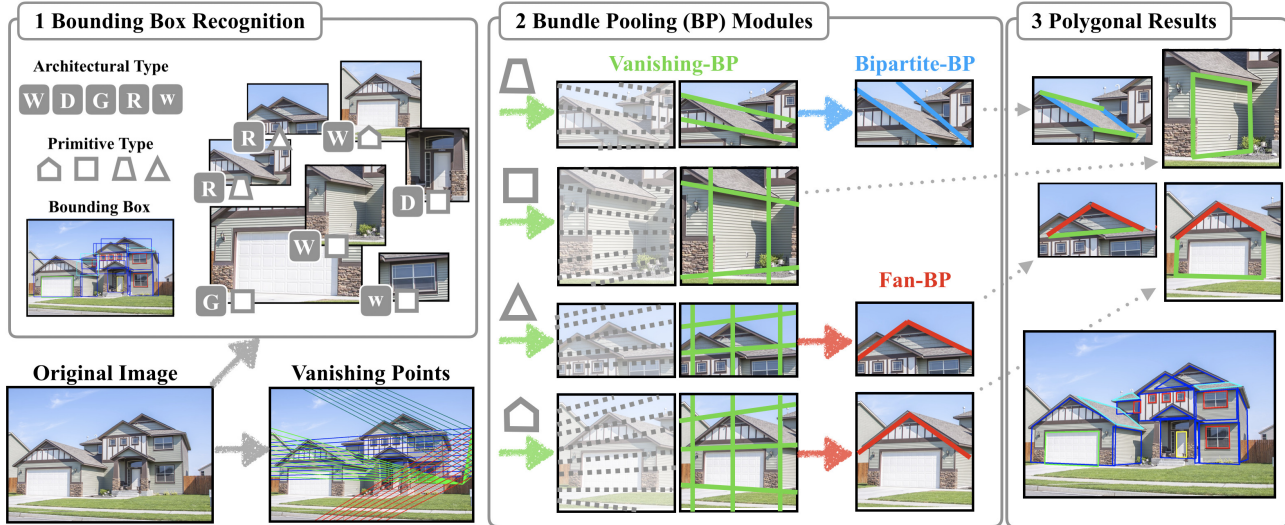 1 Bounding Box Recognition
Architectural Type
W D G R w
Primitive Type
Bounding Box
R
W
R
D
W
G
w
Original Image
Vanishing Points
2 Bundle Pooling (BP) Modules
Vanishing-BP
Bipartite-BP
Fan-BP
3 Polygonal Results